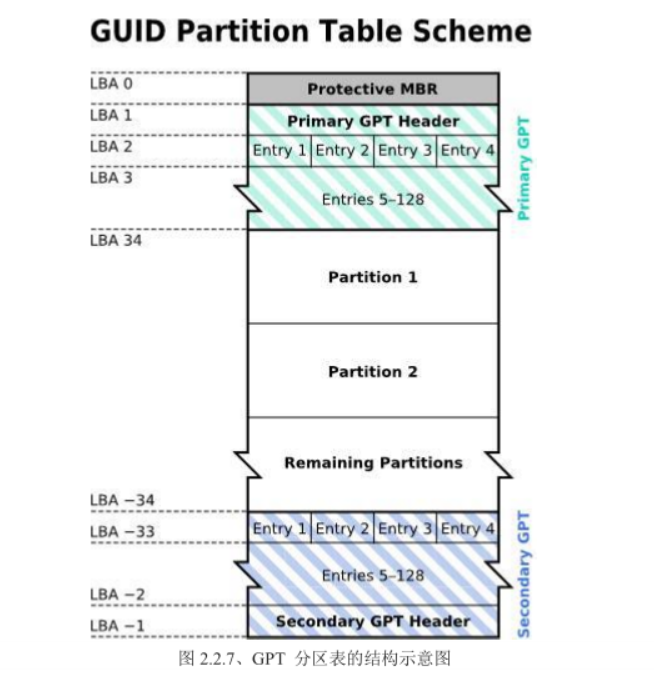 GUID Partition Table Scheme
LBA 0
Protective MBR
LBA 1
Primary GPT Header
LBA 2
Entry 1 Entry 2 Entry 3 Entry 4
LBA 3
Entries 5–128
Primary GPT
LBA 34
Partition 1
Partition 2
Remaining Partitions
LBA −34
LBA −33
Entry 1 Entry 2 Entry 3 Entry 4
Entries 5–128
LBA −2
Secondary GPT Header
LBA −1
Secondary GPT
图 2.2.7、GPT 分区表的结构示意图